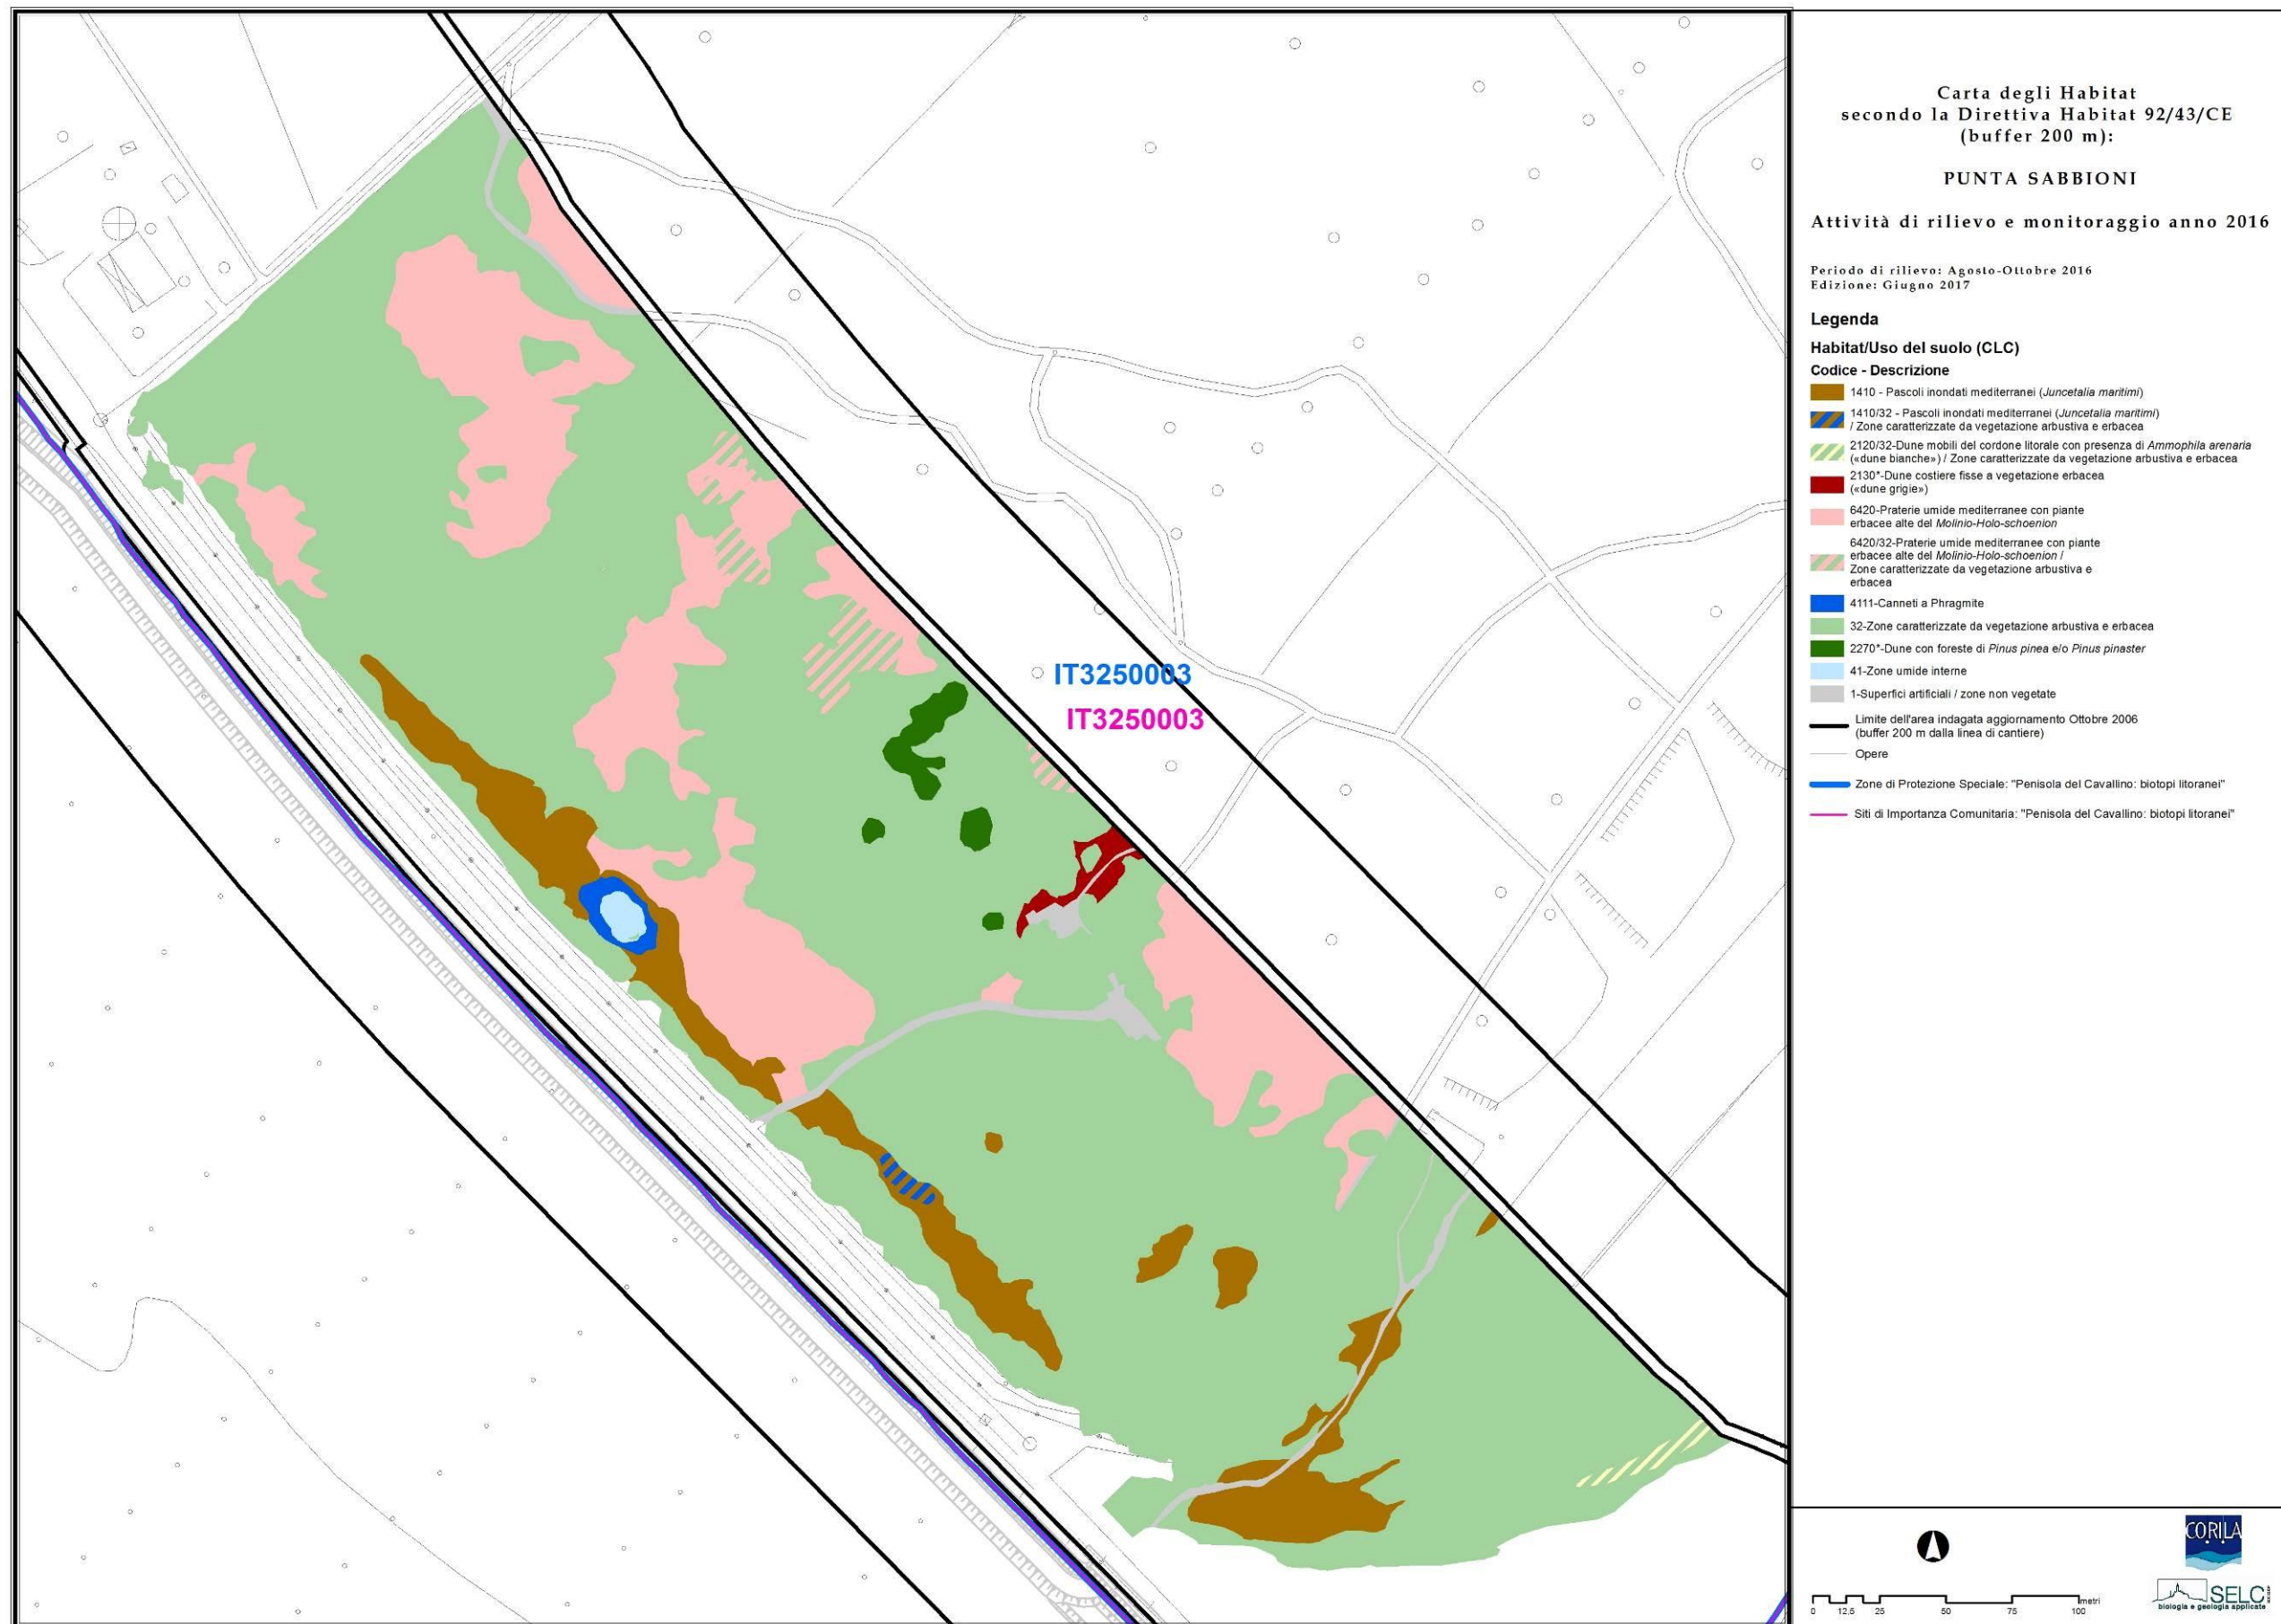 Carta degli Habitat
secondo la Direttiva Habitat 92/43/CE
(buffer 200 m):
PUNTA SABBIONI
Attività di rilievo e monitoraggio anno 2016
Periodo di rilievo: Agosto-Ottobre 2016
Edizione: Giugno 2017
Legenda
Habitat/Uso del suolo (CLC)
Codice - Descrizione
1410 - Pascoli inondati mediterranei (Juncetalia maritimi)
1410/32 - Pascoli inondati mediterranei (Juncetalia maritimi)
/ Zone caratterizzate da vegetazione arbustiva e erbacea
2120/32-Dune mobili del cordone litorale con presenza di Ammophila arenaria
(«dune bianche») / Zone caratterizzate da vegetazione arbustiva e erbacea
2130*-Dune costiere fisse a vegetazione erbacea
(«dune grigie»)
6420-Praterie umide mediterranee con piante
erbacee alte del Molinio-Holo-schoenion
6420/32-Praterie umide mediterranee con piante
erbacee alte del Molinio-Holo-schoenion /
Zone caratterizzate da vegetazione arbustiva e
erbacea
4111-Canneti a Phragmite
32-Zone caratterizzate da vegetazione arbustiva e erbacea
2270*-Dune con foreste di Pinus pinea e/o Pinus pinaster
41-Zone umide interne
1-Superfici artificiali / zone non vegetate
Limite dell'area indagata aggiornamento Ottobre 2006
(buffer 200 m dalla linea di cantiere)
Opere
Zone di Protezione Speciale: "Penisola del Cavallino: biotopi litoranei"
Siti di Importanza Comunitaria: "Penisola del Cavallino: biotopi litoranei"
IT3250003
IT3250003
CORILA
metri
0 12,5 25 50 75 100
SELC
biologia e geologia applicate